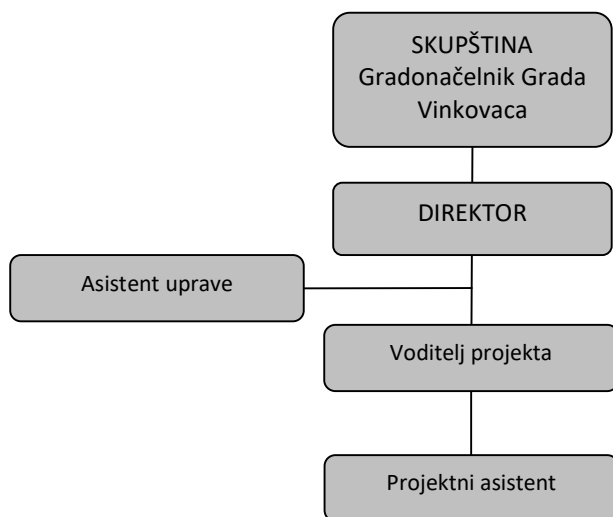 SKUPŠTINA
Gradonačelnik Grada
Vinkovaca
DIREKTOR
Asistent uprave
Voditelj projekta
Projektni asistent